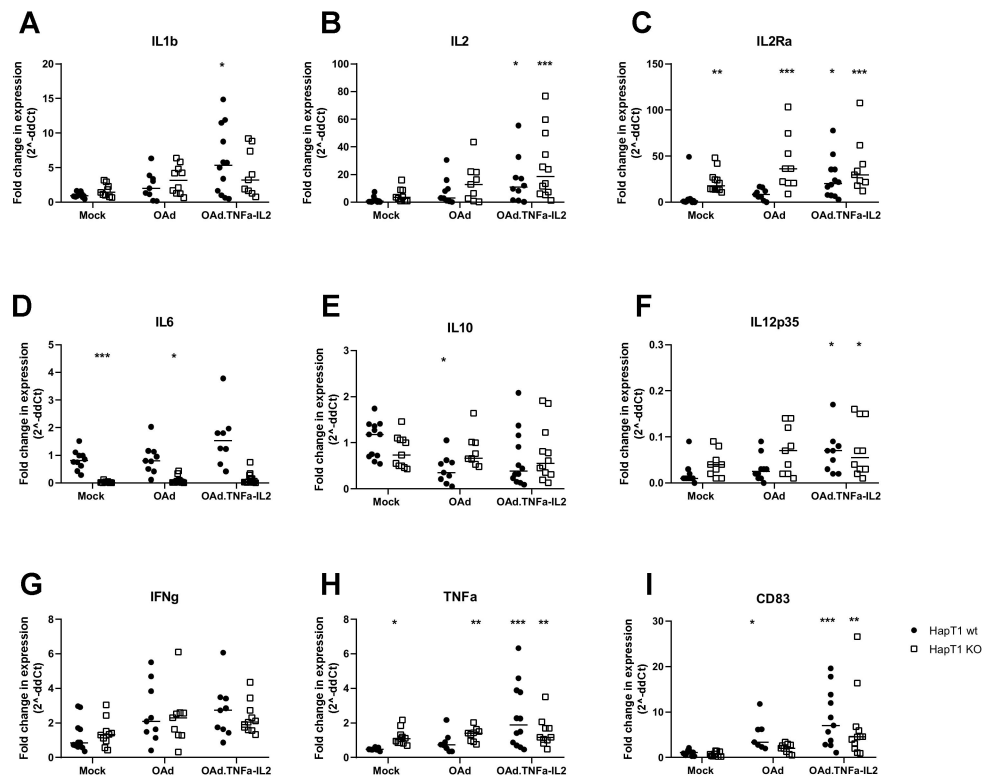 A
IL1b
Fold change in expression
(2^-ddCt)
20
15
10
5
0
*
Mock
OAd
OAd.TNFa-IL2
B
IL2
Fold change in expression
(2^-ddCt)
100
80
60
40
20
0
*
***
Mock
OAd
OAd.TNFa-IL2
C
IL2Ra
Fold change in expression
(2^-ddCt)
150
100
50
0
**
***
*
***
Mock
OAd
OAd.TNFa-IL2
D
IL6
Fold change in expression
(2^-ddCt)
5
4
3
2
1
0
***
*
Mock
OAd
OAd.TNFa-IL2
E
IL10
Fold change in expression
(2^-ddCt)
3
2
1
0
*
Mock
OAd
OAd.TNFa-IL2
F
IL12p35
Fold change in expression
(2^-ddCt)
0.3
0.2
0.1
0.0
*
*
Mock
OAd
OAd.TNFa-IL2
G
IFNg
Fold change in expression
(2^-ddCt)
8
6
4
2
0
Mock
OAd
OAd.TNFa-IL2
H
TNFa
Fold change in expression
(2^-ddCt)
8
6
4
2
0
*
**
***
**
Mock
OAd
OAd.TNFa-IL2
I
CD83
Fold change in expression
(2^-ddCt)
30
20
10
0
*
***
**
Mock
OAd
OAd.TNFa-IL2
HapT1 wt
HapT1 KO